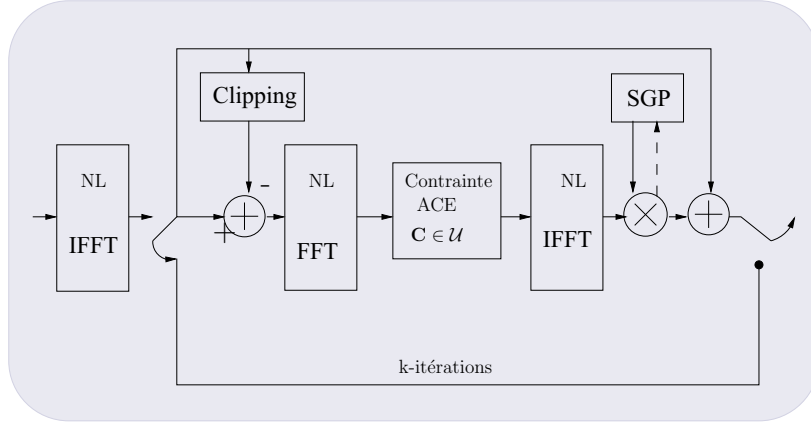 Clipping
SGP
NL
IFFT
-
+
+
NL
FFT
Contrainte
ACE
C ∈ 𝒰
NL
IFFT
×
+
k-itérations